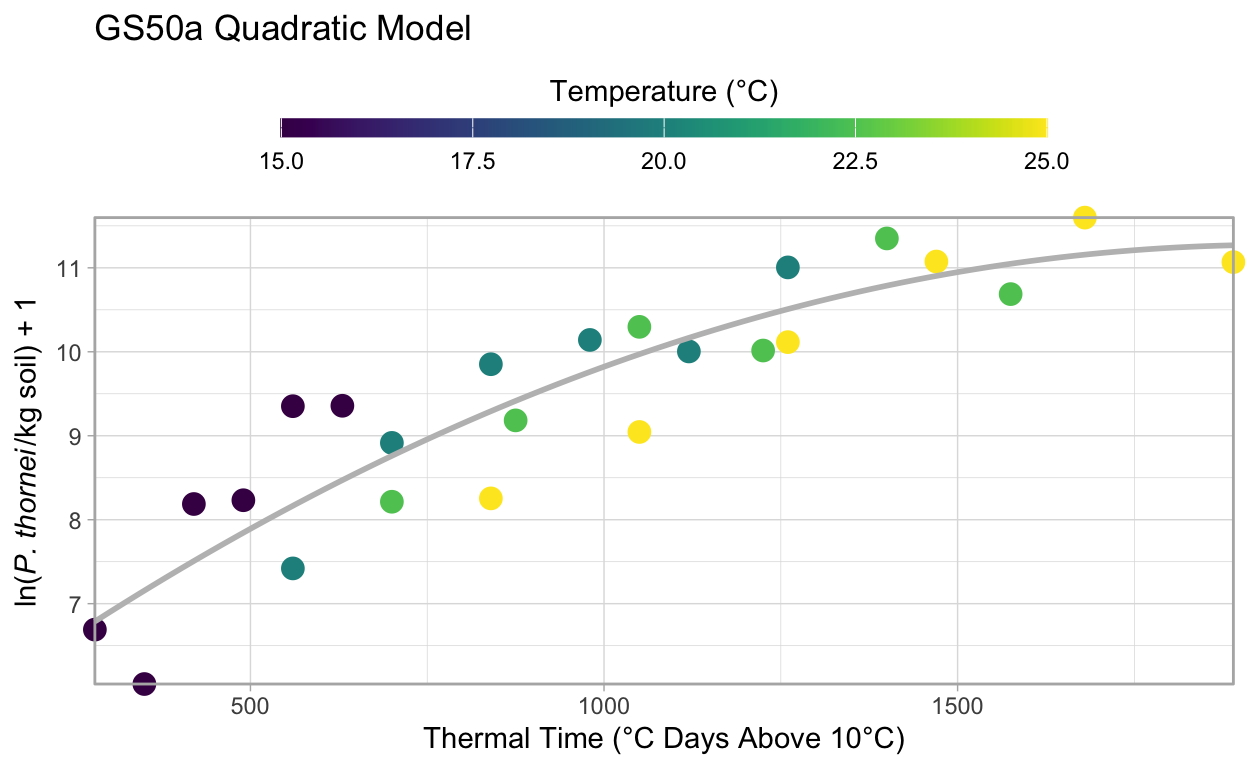 GS50a Quadratic Model
Temperature (°C)
15.0 17.5 20.0 22.5 25.0
ln(P. thornei/kg soil) + 1
11
10
9
8
7
500 1000 1500
Thermal Time (°C Days Above 10°C)